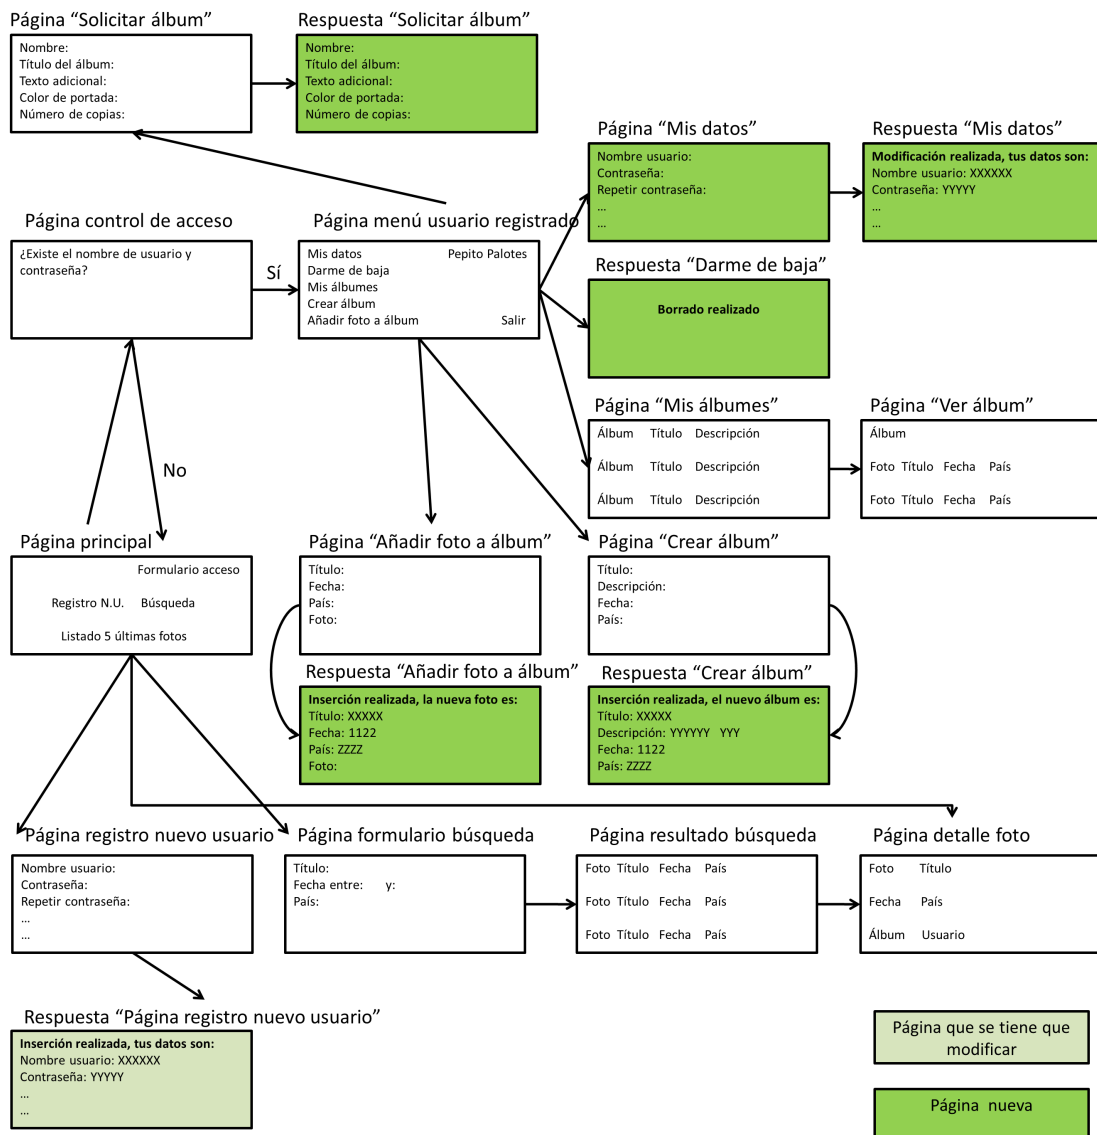 Página “Solicitar álbum”
Nombre:
Título del álbum:
Texto adicional:
Color de portada:
Número de copias:
Respuesta “Solicitar álbum”
Nombre:
Título del álbum:
Texto adicional:
Color de portada:
Número de copias:
Página “Mis datos”
Nombre usuario:
Contraseña:
Repetir contraseña:
...
...
Respuesta “Mis datos”
Modificación realizada, tus datos son:
Nombre usuario: XXXXXX
Contraseña: YYYYY
...
...
Página control de acceso
¿Existe el nombre de usuario y
contraseña?
Sí
Página menú usuario registrado
Mis datos Pepito Palotes
Darme de baja
Mis álbumes
Crear álbum
Añadir foto a álbum Salir
Respuesta “Darme de baja”
Borrado realizado
Página “Mis álbumes”
Álbum Título Descripción
Álbum Título Descripción
Álbum Título Descripción
Página “Ver álbum”
Álbum
Foto Título Fecha País
Foto Título Fecha País
No
Página principal
Formulario acceso
Registro N.U. Búsqueda
Listado 5 últimas fotos
Página “Añadir foto a álbum”
Título:
Fecha:
País:
Foto:
Página “Crear álbum”
Título:
Descripción:
Fecha:
País:
Respuesta “Añadir foto a álbum”
Inserción realizada, la nueva foto es:
Título: XXXXX
Fecha: 1122
País: ZZZZ
Foto:
Respuesta “Crear álbum”
Inserción realizada, el nuevo álbum es:
Título: XXXXX
Descripción: YYYYYY YYY
Fecha: 1122
País: ZZZZ
Página registro nuevo usuario
Nombre usuario:
Contraseña:
Repetir contraseña:
...
...
Página formulario búsqueda
Título:
Fecha entre: y:
País:
Página resultado búsqueda
Foto Título Fecha País
Foto Título Fecha País
Foto Título Fecha País
Página detalle foto
Foto Título
Fecha País
Álbum Usuario
Respuesta “Página registro nuevo usuario”
Inserción realizada, tus datos son:
Nombre usuario: XXXXXX
Contraseña: YYYYY
...
...
Página que se tiene que
modificar
Página nueva